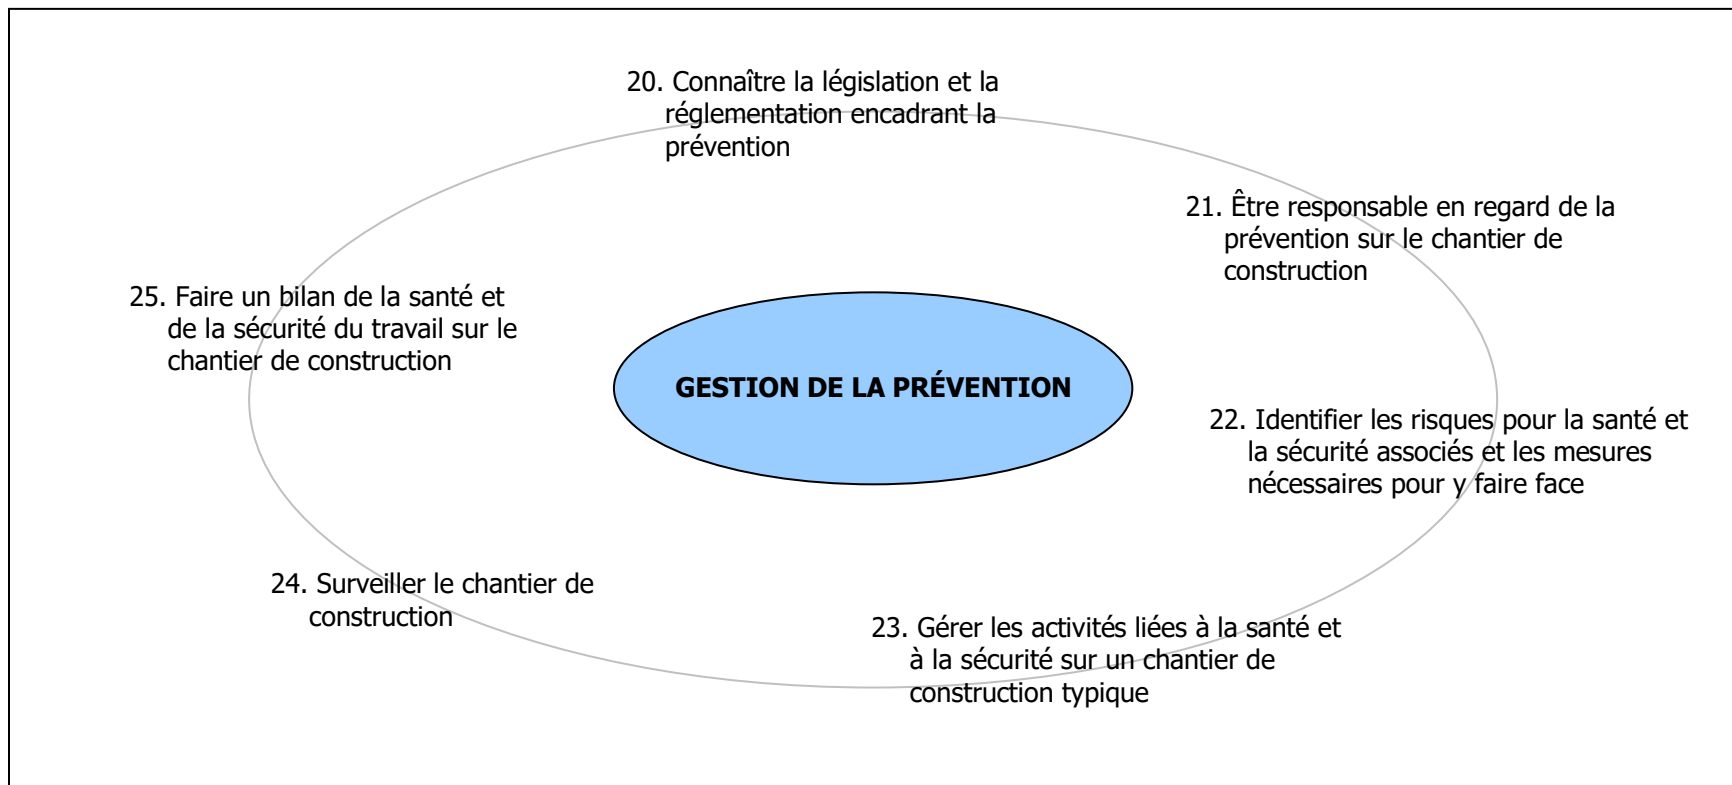 20. Connaître la législation et la
réglementation encadrant la
prévention
21. Être responsable en regard de la
prévention sur le chantier de
construction
25. Faire un bilan de la santé et
de la sécurité du travail sur le
chantier de construction
GESTION DE LA PRÉVENTION
22. Identifier les risques pour la santé et
la sécurité associés et les mesures
nécessaires pour y faire face
24. Surveiller le chantier de
construction
23. Gérer les activités liées à la santé et
à la sécurité sur un chantier de
construction typique